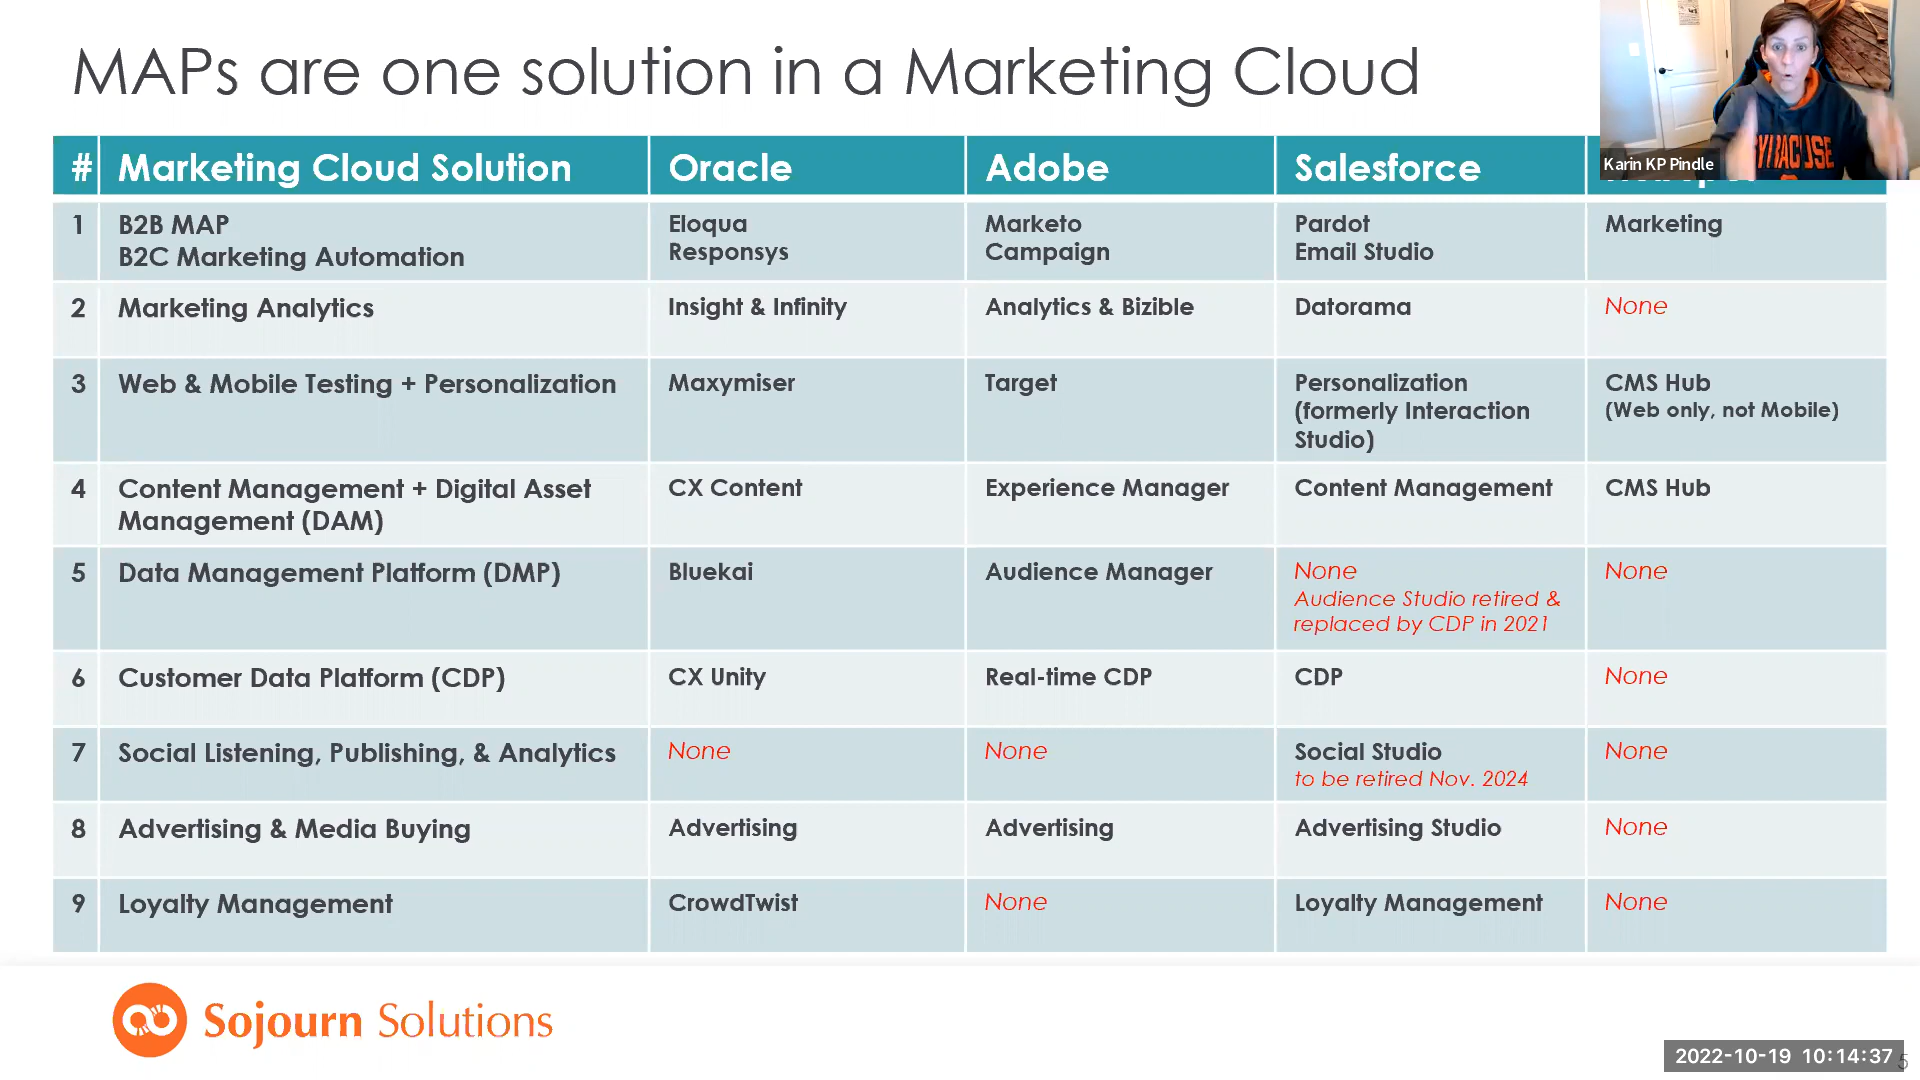 MAPs are one solution in a Marketing Cloud
Karin KP Pindle
SYRACUSE
# Marketing Cloud Solution Oracle Adobe Salesforce
1 B2B MAP Eloqua Marketo Pardot Marketing
B2C Marketing Automation Responsys Campaign Email Studio
2 Marketing Analytics Insight & Infinity Analytics & Bizible Datorama None
3 Web & Mobile Testing + Personalization Maxymiser Target Personalization CMS Hub
(formerly Interaction (Web only, not Mobile)
Studio)
4 Content Management + Digital Asset CX Content Experience Manager Content Management CMS Hub
Management (DAM)
5 Data Management Platform (DMP) Bluekai Audience Manager None None
Audience Studio retired &
replaced by CDP in 2021
6 Customer Data Platform (CDP) CX Unity Real-time CDP CDP None
7 Social Listening, Publishing, & Analytics None None Social Studio None
to be retired Nov. 2024
8 Advertising & Media Buying Advertising Advertising Advertising Studio None
9 Loyalty Management CrowdTwist None Loyalty Management None
Sojourn Solutions
2022-10-19 10:14:37
5